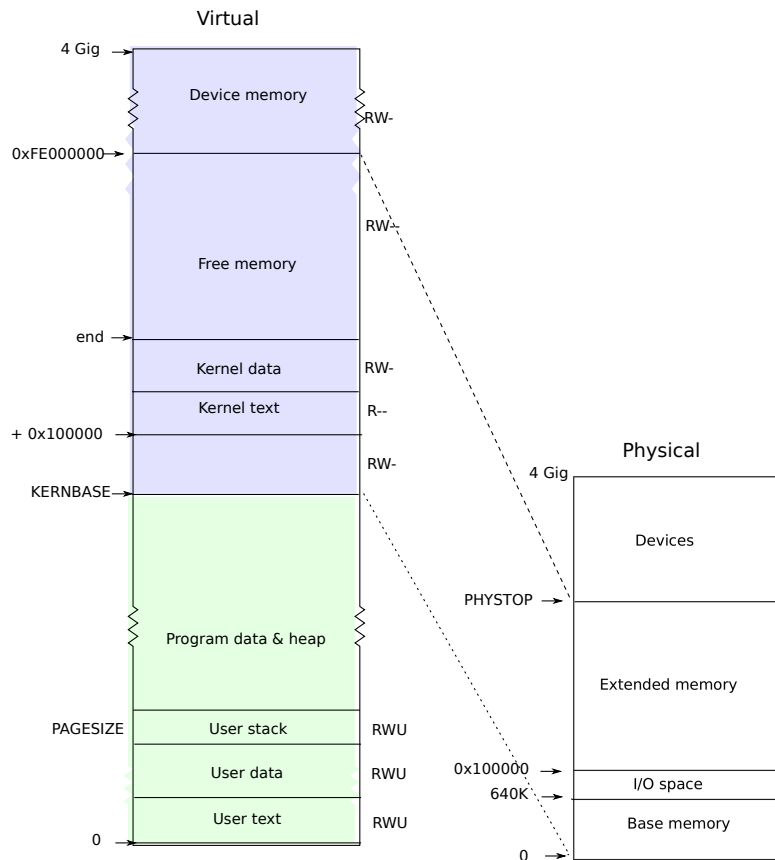 Virtual
4 Gig
Device memory
RW-
0xFE000000
RW--
Free memory
end
Kernel data
RW-
Kernel text
R--
+ 0x100000
RW-
KERNBASE
Program data & heap
PAGESIZE
User stack
RWU
User data
RWU
User text
RWU
0
Physical
4 Gig
Devices
PHYSTOP
Extended memory
0x100000
I/O space
640K
Base memory
0